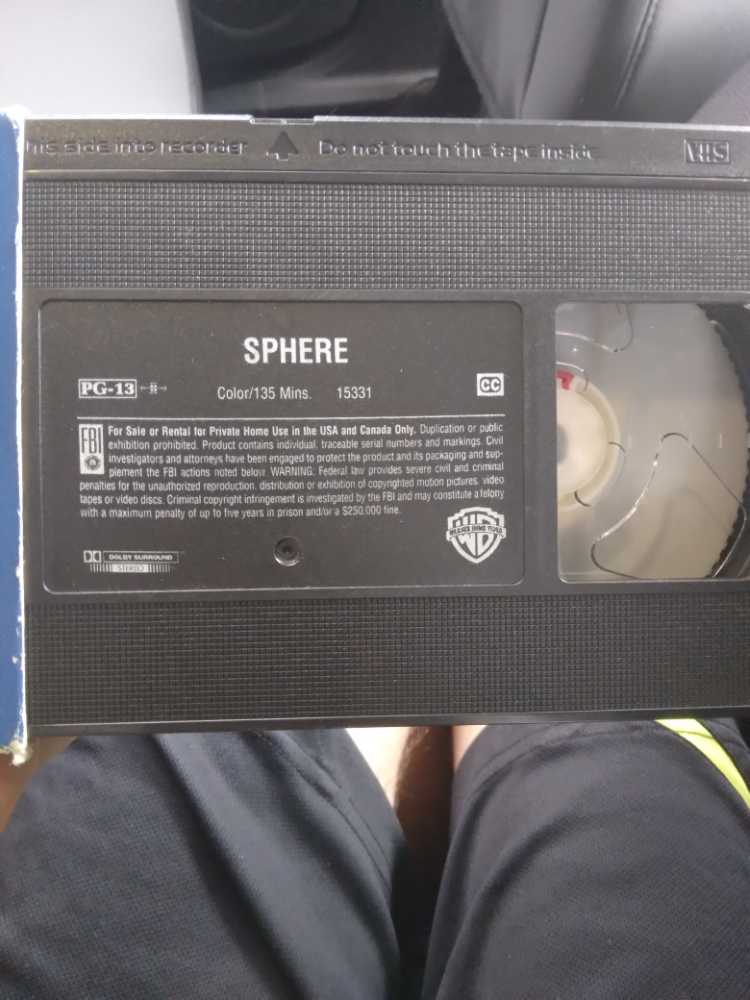 his side into recorder Do not touch the tape inside VHS
SPHERE
PG-13 Color/135 Mins. 15331 CC
FBI For Sale or Rental for Private Home Use in the USA and Canada Only. Duplication or public
exhibition prohibited. Product contains individual, traceable serial numbers and markings. Civil
investigators and attorneys have been engaged to protect the product and its packaging and sup-
plement the FBI actions noted below. WARNING: Federal law provides severe civil and criminal
penalties for the unauthorized reproduction, distribution or exhibition of copyrighted motion pictures, video
tapes or video discs. Criminal copyright infringement is investigated by the FBI and may constitute a felony
with a maximum penalty of up to five years in prison and/or a $250,000 fine.
DOLBY SURROUND
STEREO
WARNER HOME VIDEO
WB